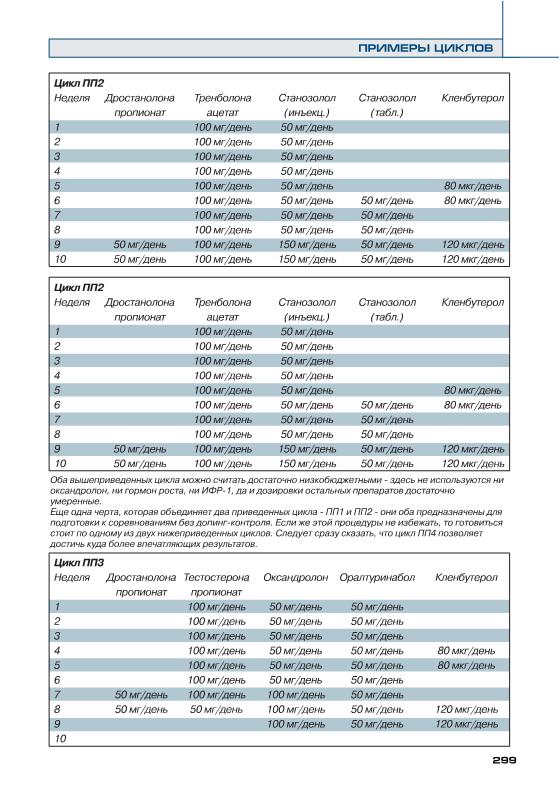 ПРИМЕРЫ ЦИКЛОВ
Цикл ПП2
Неделя Дростанолона Тренболона Станозолол Станозолол Кленбутерол
пропионат ацетат (инъекц.) (табл.)
1 100 мг/день 50 мг/день
2 100 мг/день 50 мг/день
3 100 мг/день 50 мг/день
4 100 мг/день 50 мг/день
5 100 мг/день 50 мг/день 80 мкг/день
6 100 мг/день 50 мг/день 50 мг/день 80 мкг/день
7 100 мг/день 50 мг/день 50 мг/день
8 100 мг/день 50 мг/день 50 мг/день
9 50 мг/день 100 мг/день 150 мг/день 50 мг/день 120 мкг/день
10 50 мг/день 100 мг/день 150 мг/день 50 мг/день 120 мкг/день
Цикл ПП2
Неделя Дростанолона Тренболона Станозолол Станозолол Кленбутерол
пропионат ацетат (инъекц.) (табл.)
1 100 мг/день 50 мг/день
2 100 мг/день 50 мг/день
3 100 мг/день 50 мг/день
4 100 мг/день 50 мг/день
5 100 мг/день 50 мг/день 80 мкг/день
6 100 мг/день 50 мг/день 50 мг/день 80 мкг/день
7 100 мг/день 50 мг/день 50 мг/день
8 100 мг/день 50 мг/день 50 мг/день
9 50 мг/день 100 мг/день 150 мг/день 50 мг/день 120 мкг/день
10 50 мг/день 100 мг/день 150 мг/день 50 мг/день 120 мкг/день
Оба вышеприведенных цикла можно считать достаточно низкобюджетными - здесь не используются ни
оксандролон, ни гормон роста, ни ИФР-1, да и дозировки остальных препаратов достаточно
умеренные.
Еще одна черта, которая объединяет два приведенных цикла - ПП1 и ПП2 - они оба предназначены для
подготовки к соревнованиям без допинг-контроля. Если же этой процедуры не избежать, то готовиться
стоит по одному из двух нижеприведенных циклов. Следует сразу сказать, что цикл ПП4 позволяет
достичь куда более впечатляющих результатов.
Цикл ПП3
Неделя Дростанолона Тестостерона Оксандролон Оралтуринабол Кленбутерол
пропионат пропионат
1 100 мг/день 50 мг/день 50 мг/день
2 100 мг/день 50 мг/день 50 мг/день
3 100 мг/день 50 мг/день 50 мг/день
4 100 мг/день 50 мг/день 50 мг/день 80 мкг/день
5 100 мг/день 50 мг/день 50 мг/день 80 мкг/день
6 100 мг/день 50 мг/день 50 мг/день
7 50 мг/день 100 мг/день 100 мг/день 50 мг/день
8 50 мг/день 50 мг/день 100 мг/день 50 мг/день 120 мкг/день
9 100 мг/день 50 мг/день 120 мкг/день
10
299